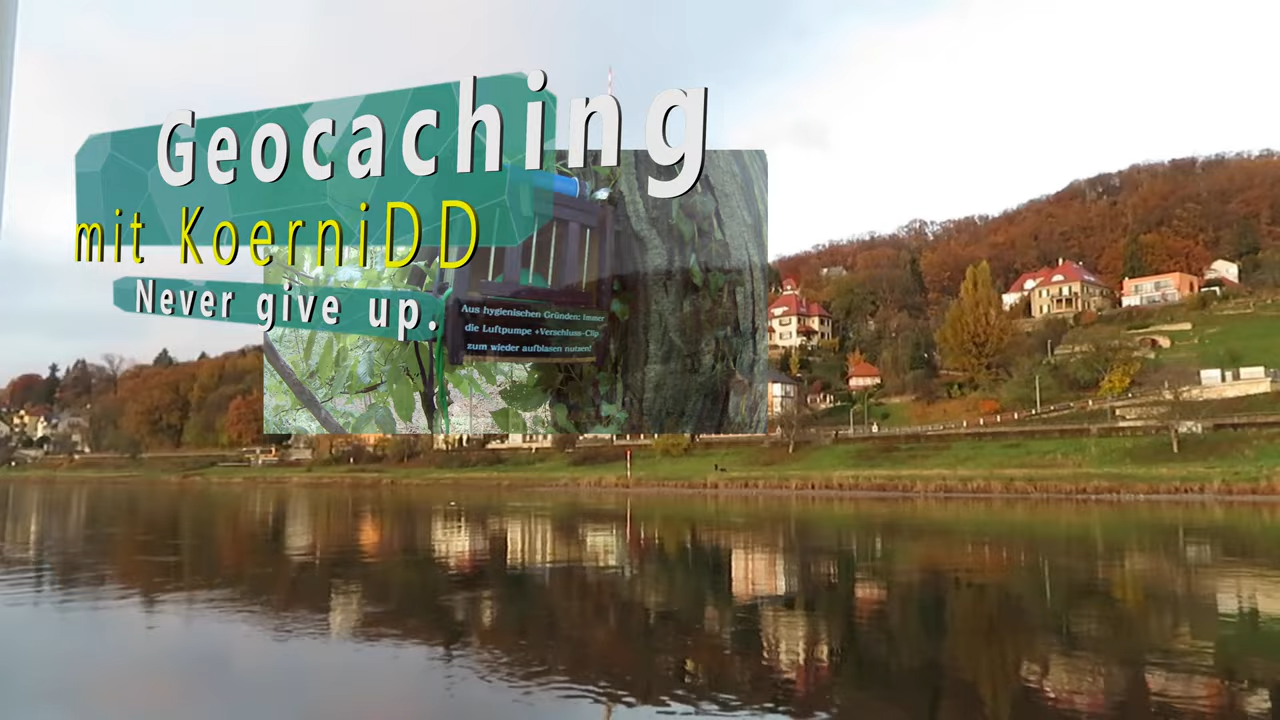 Geocaching
mit KoerniDD
Never give up.
Aus hygienischen Gründen: Immer
die Luftpumpe +Verschluss-Clip
zum wieder aufblasen nutzen!